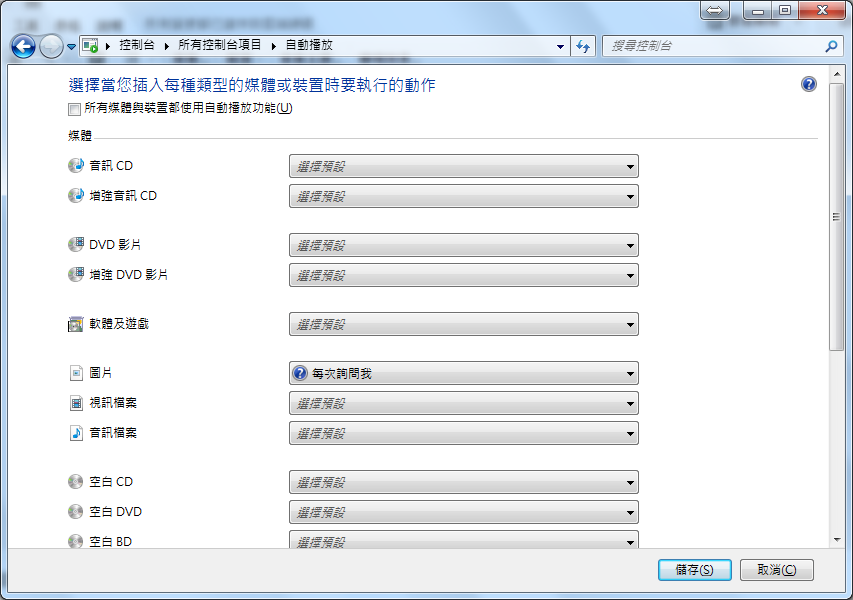 控制台 所有控制台項目 自動播放 搜尋控制台
選擇當您插入每種類型的媒體或裝置時要執行的動作
所有媒體與裝置都使用自動播放功能(U)
媒體
音訊 CD 選擇預設
增強音訊 CD 選擇預設
DVD 影片 選擇預設
增強 DVD 影片 選擇預設
軟體及遊戲 選擇預設
圖片 每次詢問我
視訊檔案 選擇預設
音訊檔案 選擇預設
空白 CD 選擇預設
空白 DVD 選擇預設
空白 BD 選擇預設
儲存(S) 取消(C)